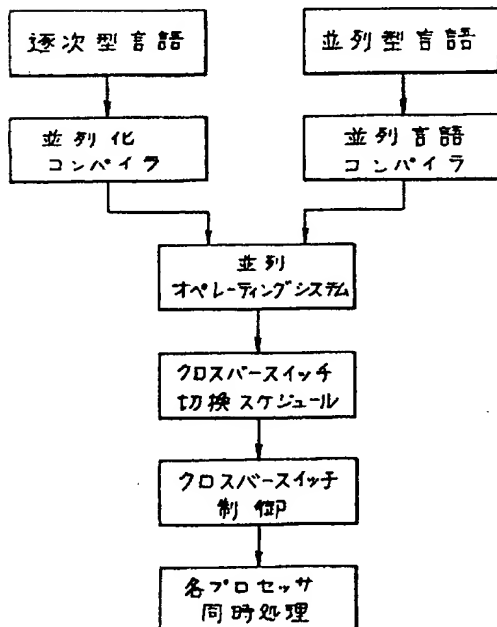 逐次型言語
並列型言語
並列化
コンパイラ
並列言語
コンパイラ
並列
オペレーティングシステム
クロスバースイッチ
切換スケジュール
クロスバースイッチ
制御
各プロセッサ
同時処理